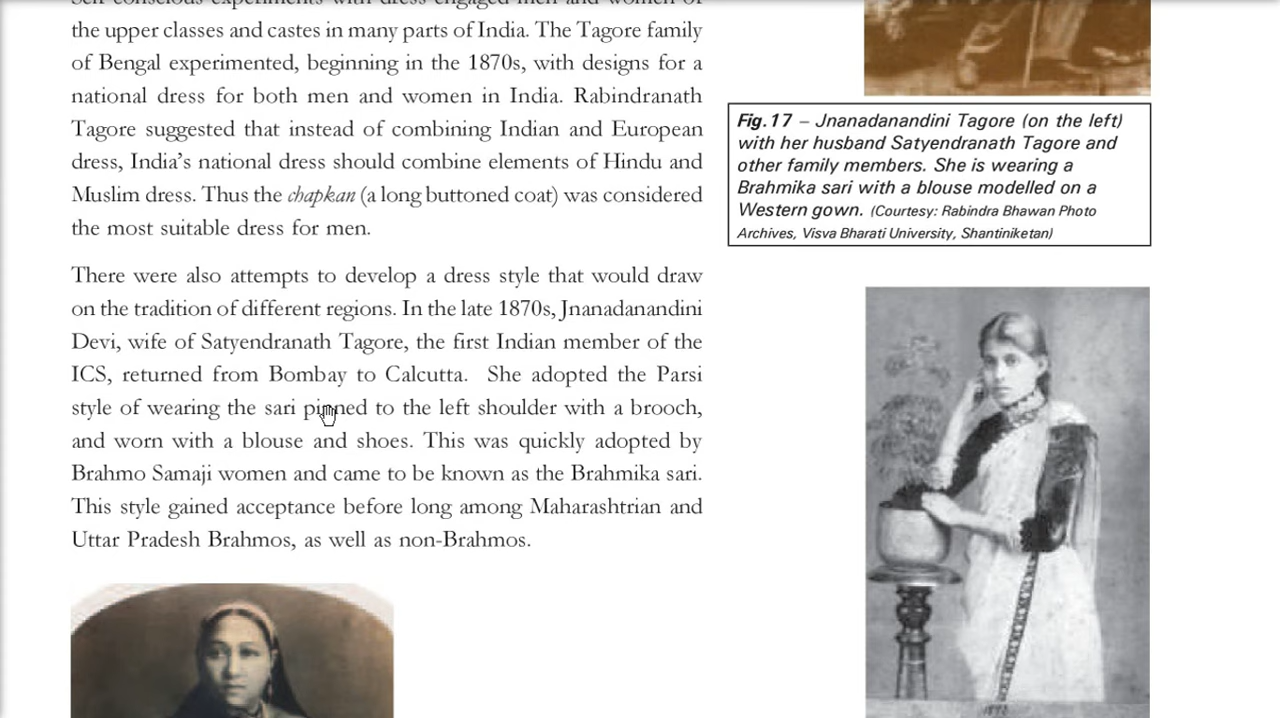 Self-conscious experiments with dress engaged men and women of
the upper classes and castes in many parts of India. The Tagore family
of Bengal experimented, beginning in the 1870s, with designs for a
national dress for both men and women in India. Rabindranath
Tagore suggested that instead of combining Indian and European
dress, India's national dress should combine elements of Hindu and
Muslim dress. Thus the chapkan (a long buttoned coat) was considered
the most suitable dress for men.
There were also attempts to develop a dress style that would draw
on the tradition of different regions. In the late 1870s, Jnanadanandini
Devi, wife of Satyendranath Tagore, the first Indian member of the
ICS, returned from Bombay to Calcutta. She adopted the Parsi
style of wearing the sari pinned to the left shoulder with a brooch,
and worn with a blouse and shoes. This was quickly adopted by
Brahmo Samaji women and came to be known as the Brahmika sari.
This style gained acceptance before long among Maharashtrian and
Uttar Pradesh Brahmos, as well as non-Brahmos.
Fig.17 – Jnanadanandini Tagore (on the left)
with her husband Satyendranath Tagore and
other family members. She is wearing a
Brahmika sari with a blouse modelled on a
Western gown. (Courtesy: Rabindra Bhawan Photo
Archives, Visva Bharati University, Shantiniketan)